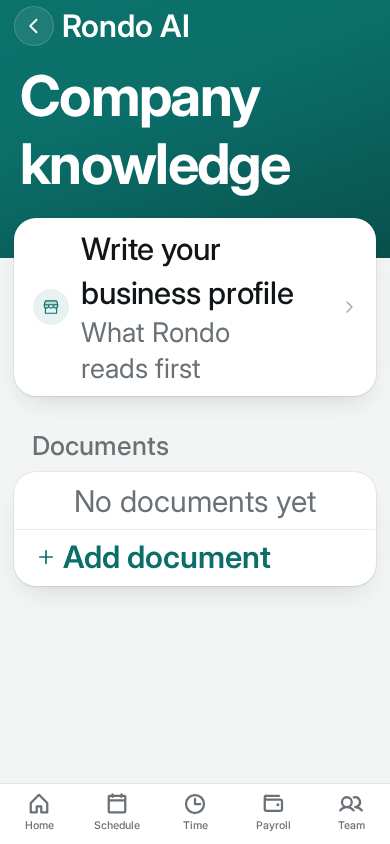 Rondo AI
Company
knowledge
Write your
business profile
What Rondo
reads first
Documents
No documents yet
+ Add document
Home
Schedule
Time
Payroll
Team